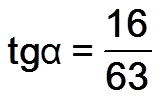 tgα = 16/63